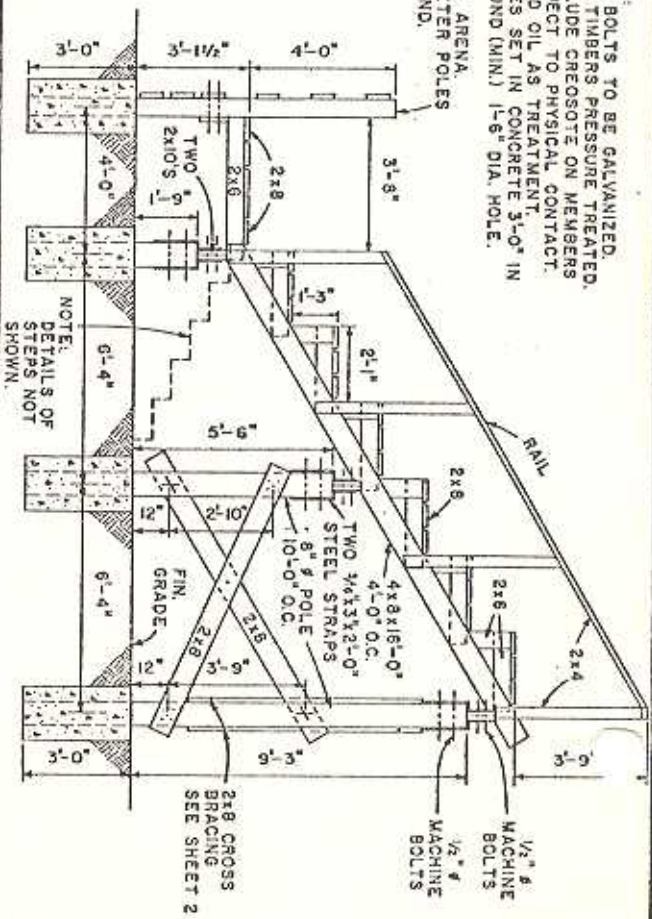 BOLTS TO BE GALVANIZED.
TIMBERS PRESSURE TREATED.
UDE CREOSOTE ON MEMBERS
JECT TO PHYSICAL CONTACT.
D OIL AS TREATMENT.
ES SET IN CONCRETE 3'-0" IN
OND (MIN.) 1'-6" DIA. HOLE.
ARENA.
TER POLES
ND.
3'-0"
3'-1½"
4'-0"
3'-8"
2x8
2x6
TWO
2x10'S
4'-0"
1'-9"
NOTE:
DETAILS OF
STEPS NOT
SHOWN.
6'-4"
1'-3"
2'-1"
RAIL
2x8
5'-6"
12"
2'-10"
2x6
2x8
TWO 3/16"x3"x2'-0"
STEEL STRAPS
8" ø POLE
10'-0" O.C.
4x8x16'-0"
4'-0" O.C.
2x6
2x4
FIN.
GRADE
6'-4"
12"
3'-9"
9'-3"
3'-0"
3'-9'
½" ø
MACHINE
BOLTS
½" ø
MACHINE
BOLTS
2x8 CROSS
BRACING
SEE SHEET 2